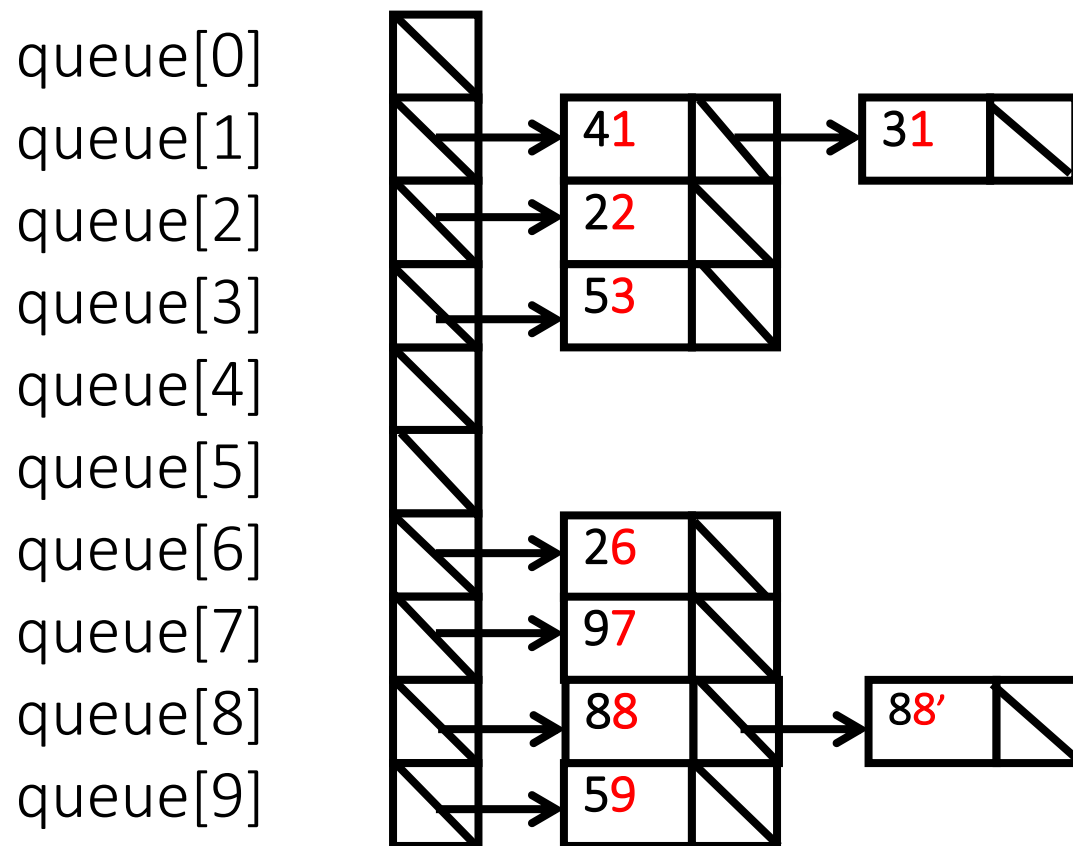 queue[0]
queue[1] 41 31
queue[2] 22
queue[3] 53
queue[4]
queue[5]
queue[6] 26
queue[7] 97
queue[8] 88 88’
queue[9] 59